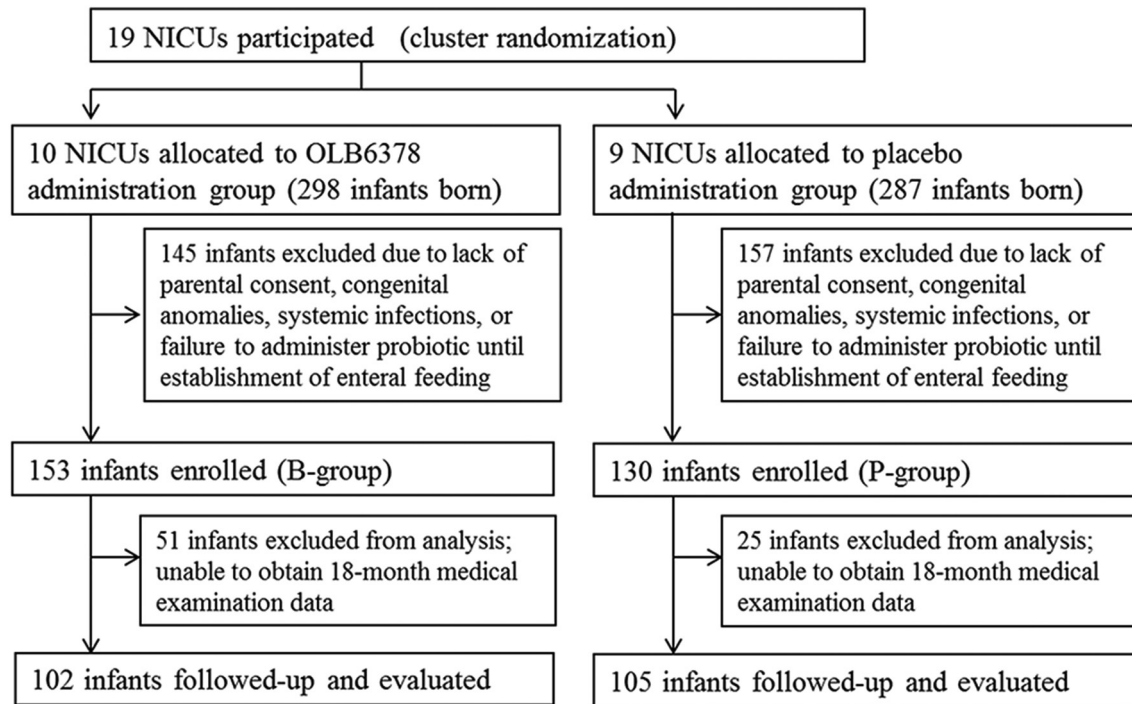 19 NICUs participated (cluster randomization)
10 NICUs allocated to OLB6378
administration group (298 infants born)
9 NICUs allocated to placebo
administration group (287 infants born)
145 infants excluded due to lack of
parental consent, congenital
anomalies, systemic infections, or
failure to administer probiotic until
establishment of enteral feeding
157 infants excluded due to lack of
parental consent, congenital
anomalies, systemic infections, or
failure to administer probiotic until
establishment of enteral feeding
153 infants enrolled (B-group)
130 infants enrolled (P-group)
51 infants excluded from analysis;
unable to obtain 18-month medical
examination data
25 infants excluded from analysis;
unable to obtain 18-month medical
examination data
102 infants followed-up and evaluated
105 infants followed-up and evaluated